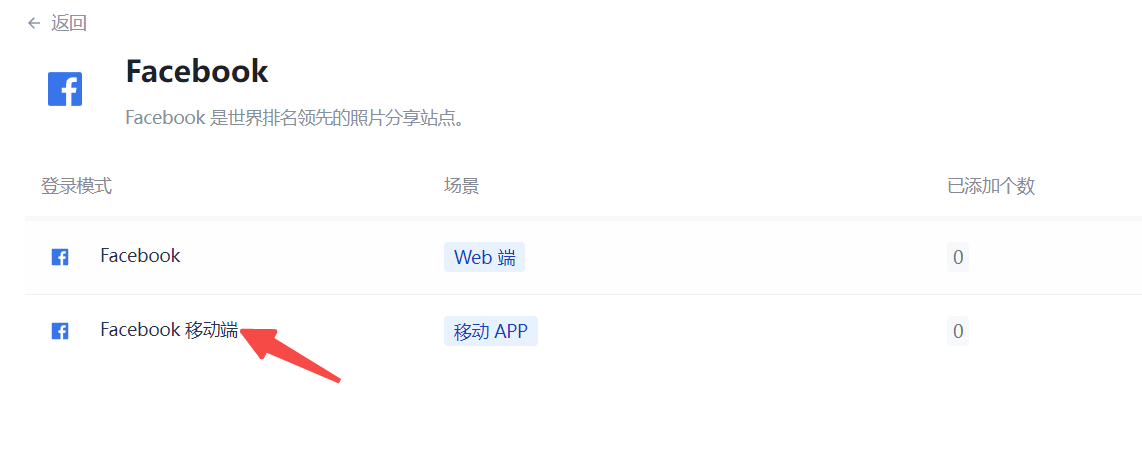 返回
Facebook
Facebook 是世界排名领先的照片分享站点。
登录模式 场景 已添加个数
Facebook Web 端 0
Facebook 移动端 移动 APP 0